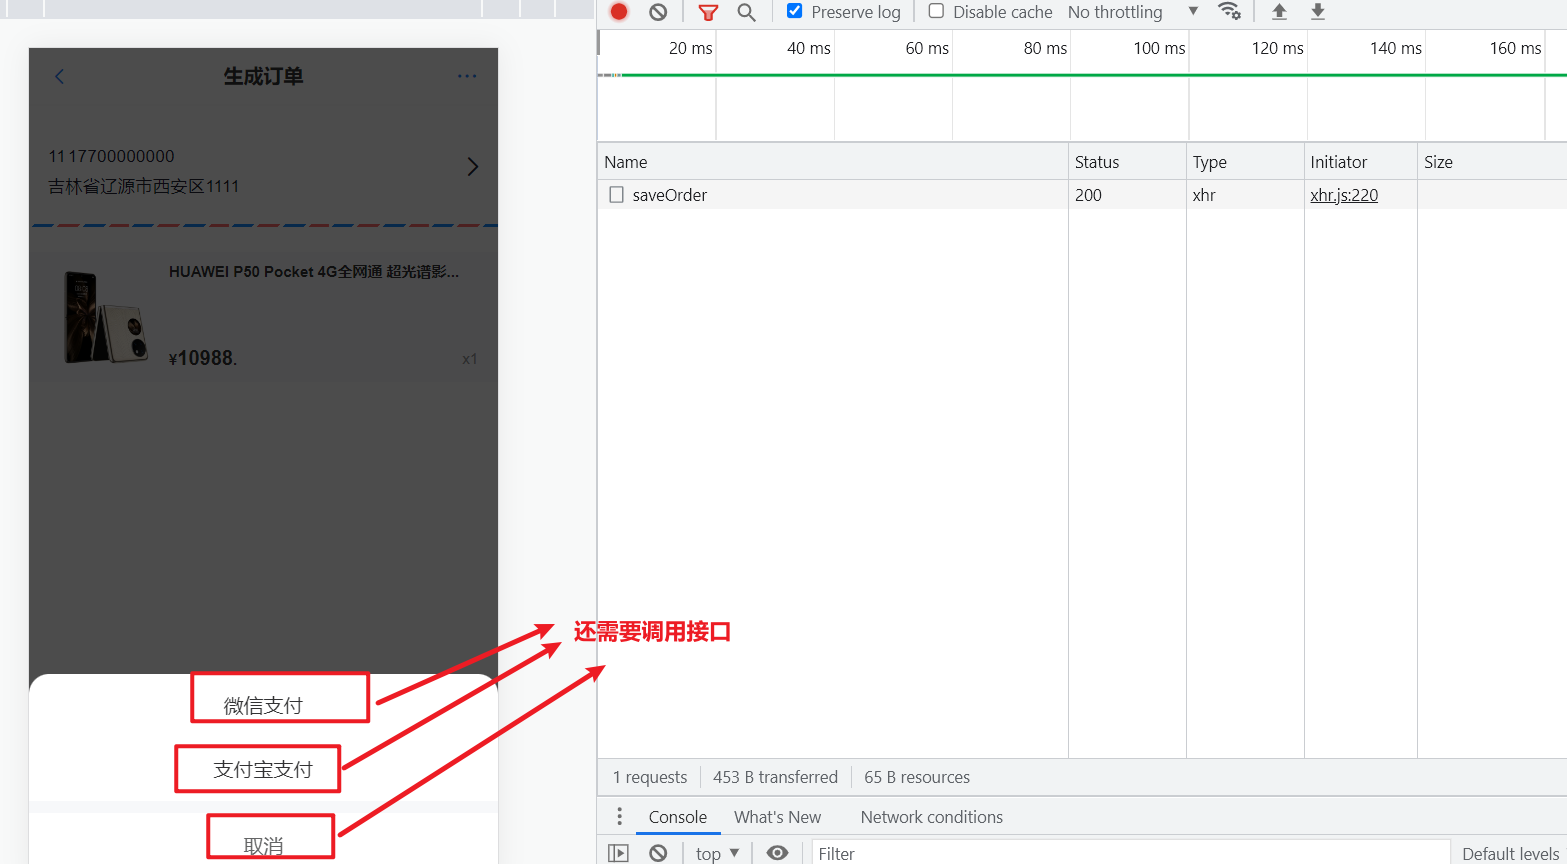 生成订单
11 17700000000
吉林省辽源市西安区1111
HUAWEI P50 Pocket 4G全网通 超光谱影...
¥10988.
x1
微信支付
支付宝支付
取消
还需要调用接口
Preserve log
Disable cache
No throttling
20 ms
40 ms
60 ms
80 ms
100 ms
120 ms
140 ms
160 ms
Name
Status
Type
Initiator
Size
saveOrder
200
xhr
xhr.js:220
1 requests
453 B transferred
65 B resources
Console
What's New
Network conditions
top
Filter
Default levels